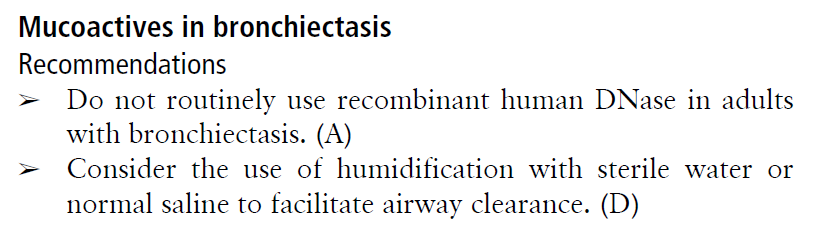 Mucoactives in bronchiectasis
Recommendations
➢ Do not routinely use recombinant human DNase in adults
with bronchiectasis. (A)
➢ Consider the use of humidification with sterile water or
normal saline to facilitate airway clearance. (D)